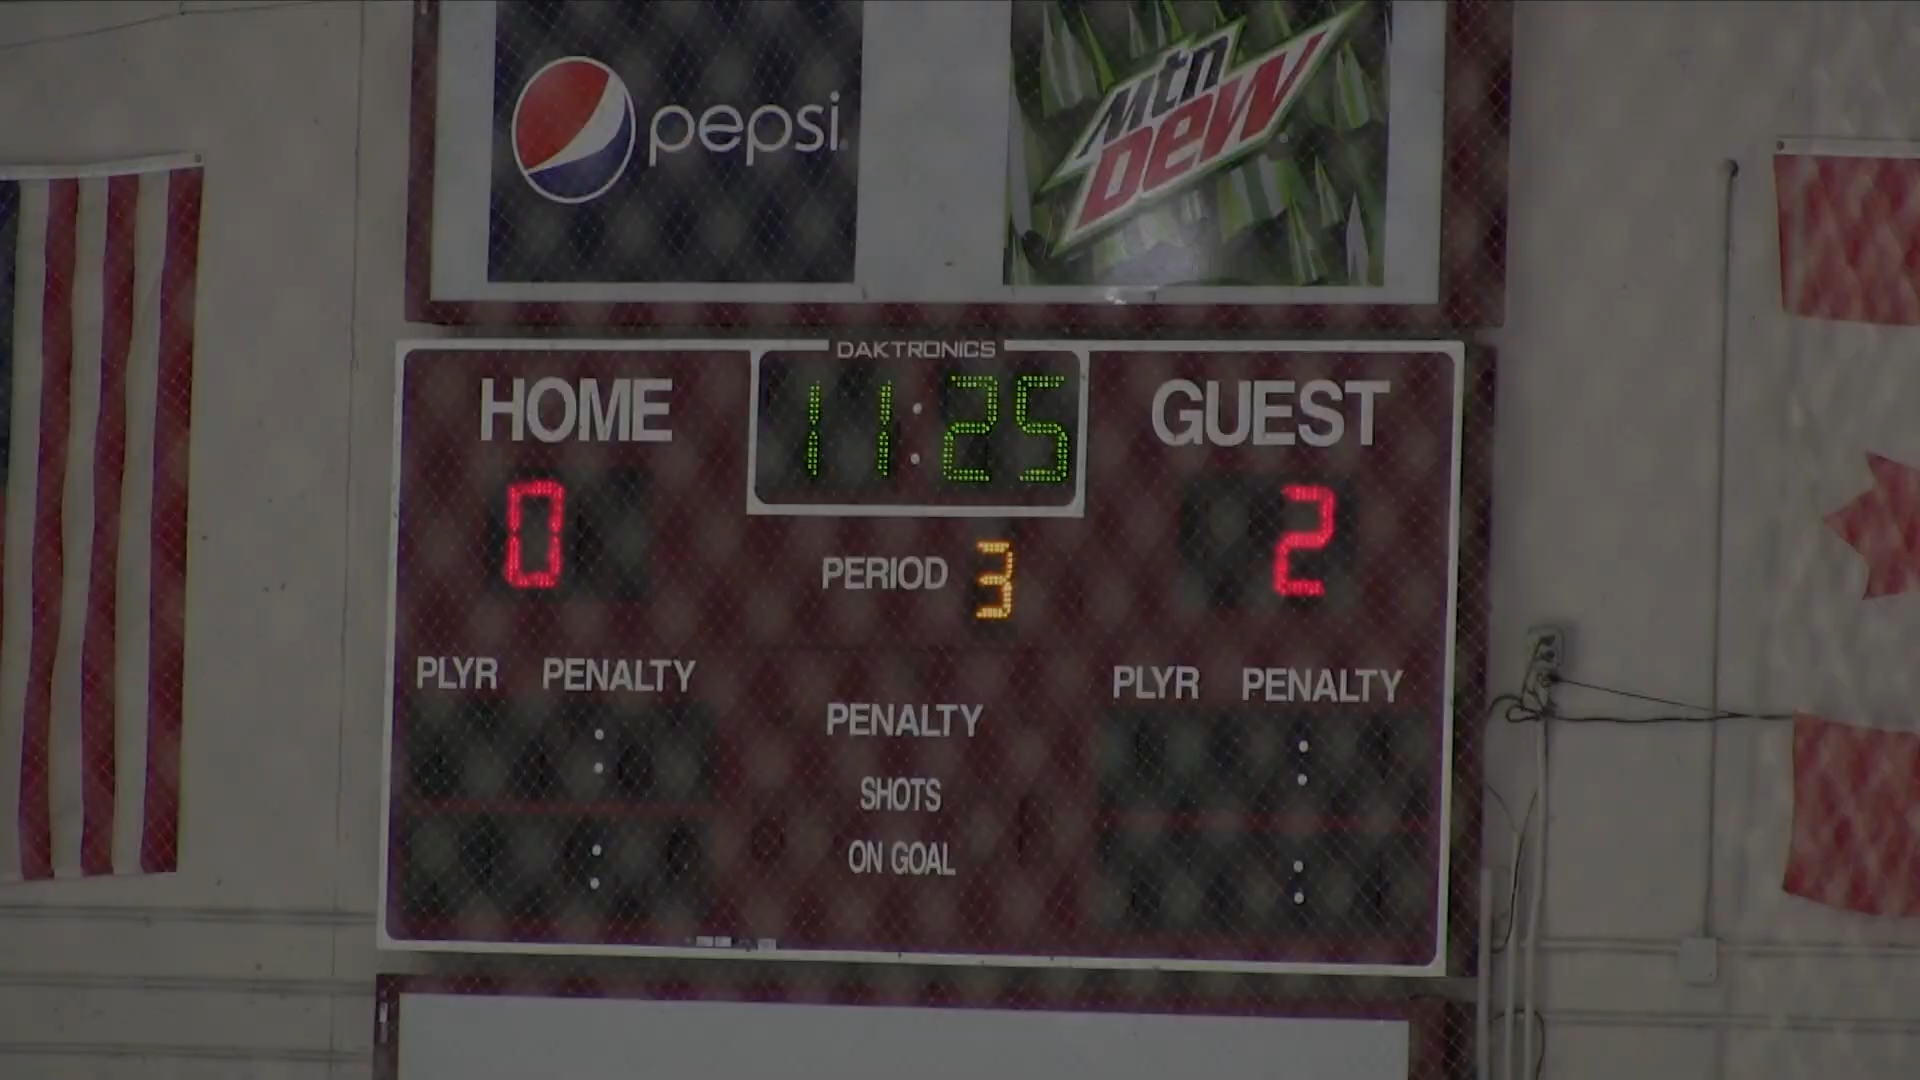 pepsi
Mtn
Dew
DAKTRONICS
HOME
11:25
GUEST
0
2
PERIOD 3
PLYR PENALTY
PLYR PENALTY
PENALTY
SHOTS
ON GOAL